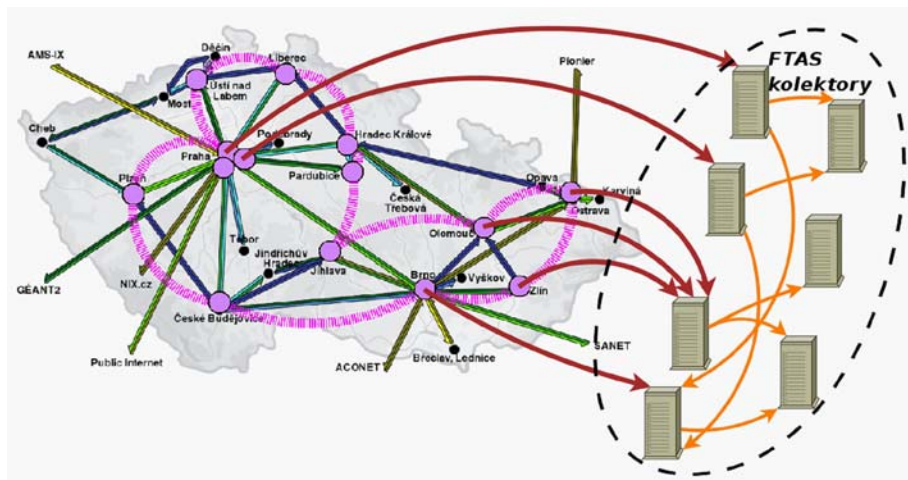 AMS-IX
Děčín
Liberec
Pionier
FTAS
kolektory
Ústí nad
Labem
Most
Cheb
Poděbrady
Hradec Králové
Praha
Pardubice
Plzeň
Opava
Karviná
Česká
Třebová
Ostrava
Olomouc
Tábor
Jindřichův
Hradec
Jihlava
Brno
Vyškov
Zlín
GÉANT2
NIX.cz
České Budějovice
Public Internet
ACONET
Břeclav, Lednice
SANET